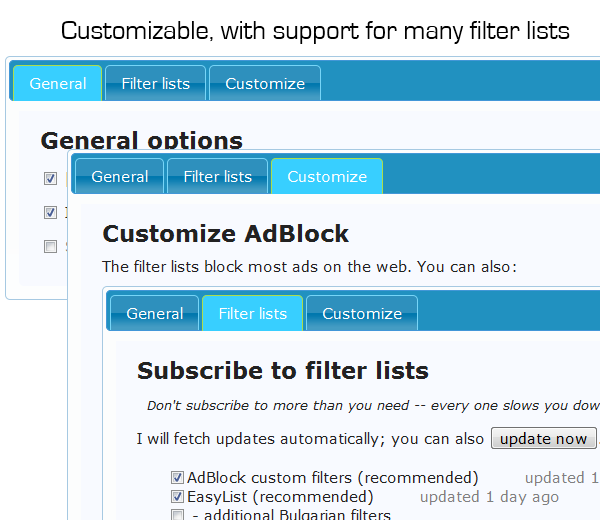 Customizable, with support for many filter lists
General Filter lists Customize
General options
General Filter lists Customize
Customize AdBlock
The filter lists block most ads on the web. You can also:
General Filter lists Customize
Subscribe to filter lists
Don't subscribe to more than you need -- every one slows you dow
I will fetch updates automatically; you can also update now
AdBlock custom filters (recommended) updated 1
EasyList (recommended) updated 1 day ago
- additional Bulgarian filters